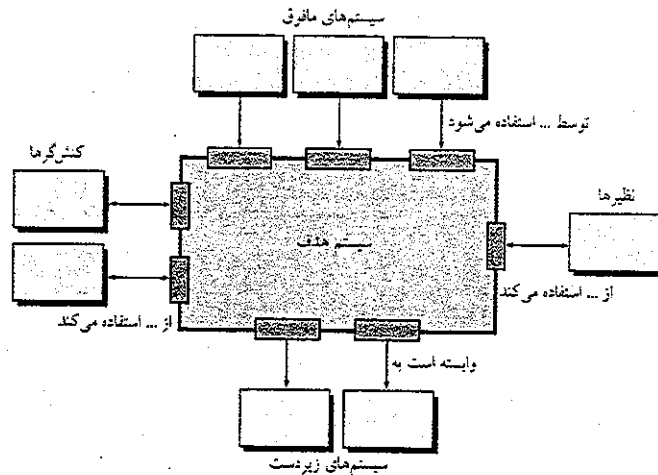 سیستم‌های مافوق
توسط ... استفاده می‌شود
کنش‌گرها
نظیرها
سیستم هدف
از ... استفاده می‌کند
از ... استفاده می‌کند
وابسته است به
سیستم‌های زیردست